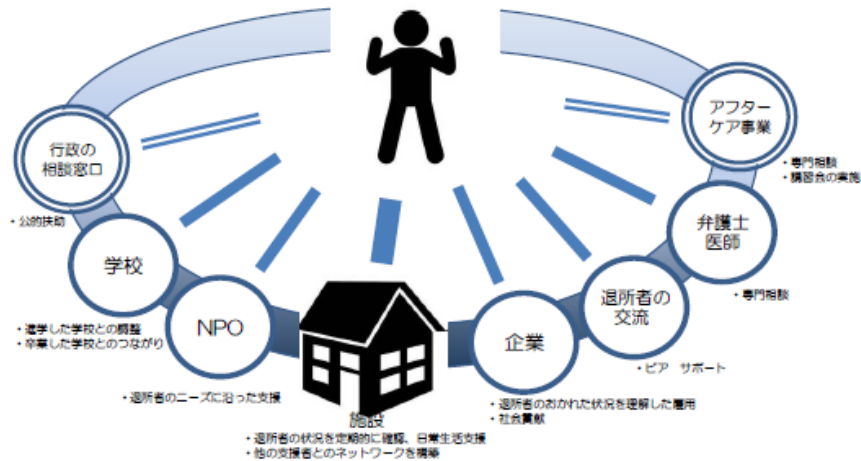 行政の
相談窓口
・公的扶助
学校
・進学した学校との調整
・卒業した学校とのつながり
NPO
・退所者のニーズに沿った支援
施設
・退所者の状況を定期的に確認、日常生活支援
・他の支援者とのネットワークを構築
企業
・退所者のおかれた状況を理解した雇用
・社会貢献
退所者の
交流
・ピア　サポート
弁護士
医師
・専門相談
アフター
ケア事業
・専門相談
・講習会の実施